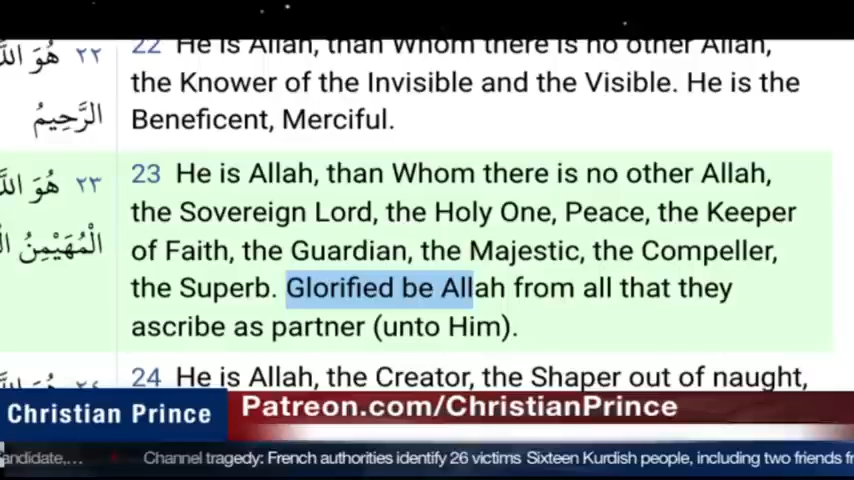 ٢٢ هُوَ
22 He is Allah, than Whom there is no other Allah,
the Knower of the Invisible and the Visible. He is the
الرَّحِيمُ
Beneficent, Merciful.
٢٣ هُوَ
23 He is Allah, than Whom there is no other Allah,
the Sovereign Lord, the Holy One, Peace, the Keeper
الْمُهَيْمِنُ
of Faith, the Guardian, the Majestic, the Compeller,
the Superb. Glorified be Allah from all that they
ascribe as partner (unto Him).
24 He is Allah, the Creator, the Shaper out of naught,
Christian Prince
Patreon.com/ChristianPrince
andidate,... Channel tragedy: French authorities identify 26 victims Sixteen Kurdish people, including two friends